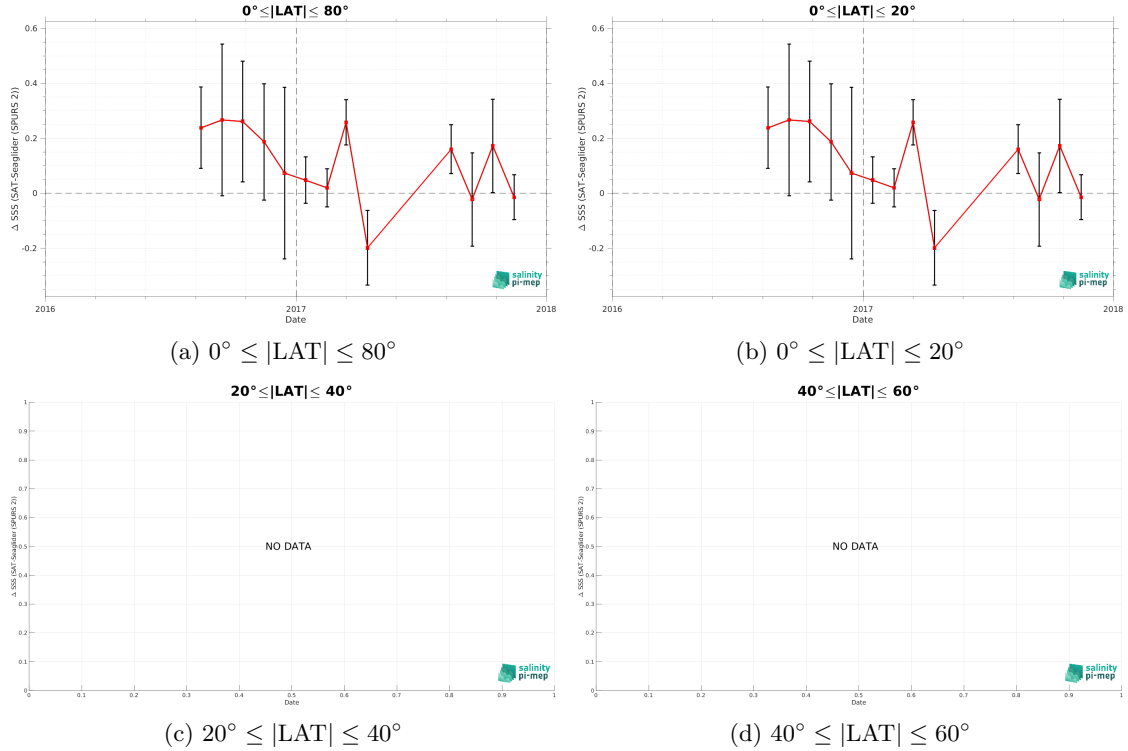 0°≤|LAT|≤ 80°
0.6
0.4
0.2
0
-0.2
Δ SSS (SAT-Seaglider (SPURS 2))
2016
2017
2018
Date
salinity
pi-mep
(a) 0° ≤ |LAT| ≤ 80°
0°≤|LAT|≤ 20°
0.6
0.4
0.2
0
-0.2
Δ SSS (SAT-Seaglider (SPURS 2))
2016
2017
2018
Date
salinity
pi-mep
(b) 0° ≤ |LAT| ≤ 20°
20°≤|LAT|≤ 40°
1
0.9
0.8
0.7
0.6
0.5
0.4
0.3
0.2
0.1
0
Δ SSS (SAT-Seaglider (SPURS 2))
NO DATA
0
0.1
0.2
0.3
0.4
0.5
0.6
0.7
0.8
0.9
1
Date
salinity
pi-mep
(c) 20° ≤ |LAT| ≤ 40°
40°≤|LAT|≤ 60°
1
0.9
0.8
0.7
0.6
0.5
0.4
0.3
0.2
0.1
0
Δ SSS (SAT-Seaglider (SPURS 2))
NO DATA
0
0.1
0.2
0.3
0.4
0.5
0.6
0.7
0.8
0.9
1
Date
salinity
pi-mep
(d) 40° ≤ |LAT| ≤ 60°